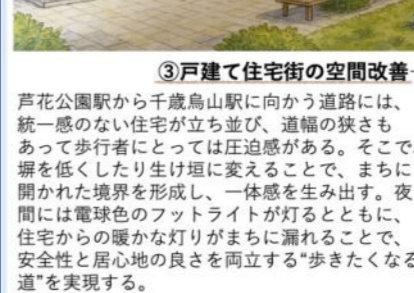 ③戸建て住宅街の空間改善
芦花公園駅から千歳烏山駅に向かう道路には、
統一感のない住宅が立ち並び、道幅の狭さも
あって歩行者にとっては圧迫感がある。そこで
塀を低くしたり生け垣に変えることで、まちに
開かれた境界を形成し、一体感を生み出す。夜
間には電球色のフットライトが灯るとともに、
住宅からの暖かな灯りがまちに漏れることで、
安全性と居心地の良さを両立する“歩きたくなる
道”を実現する。